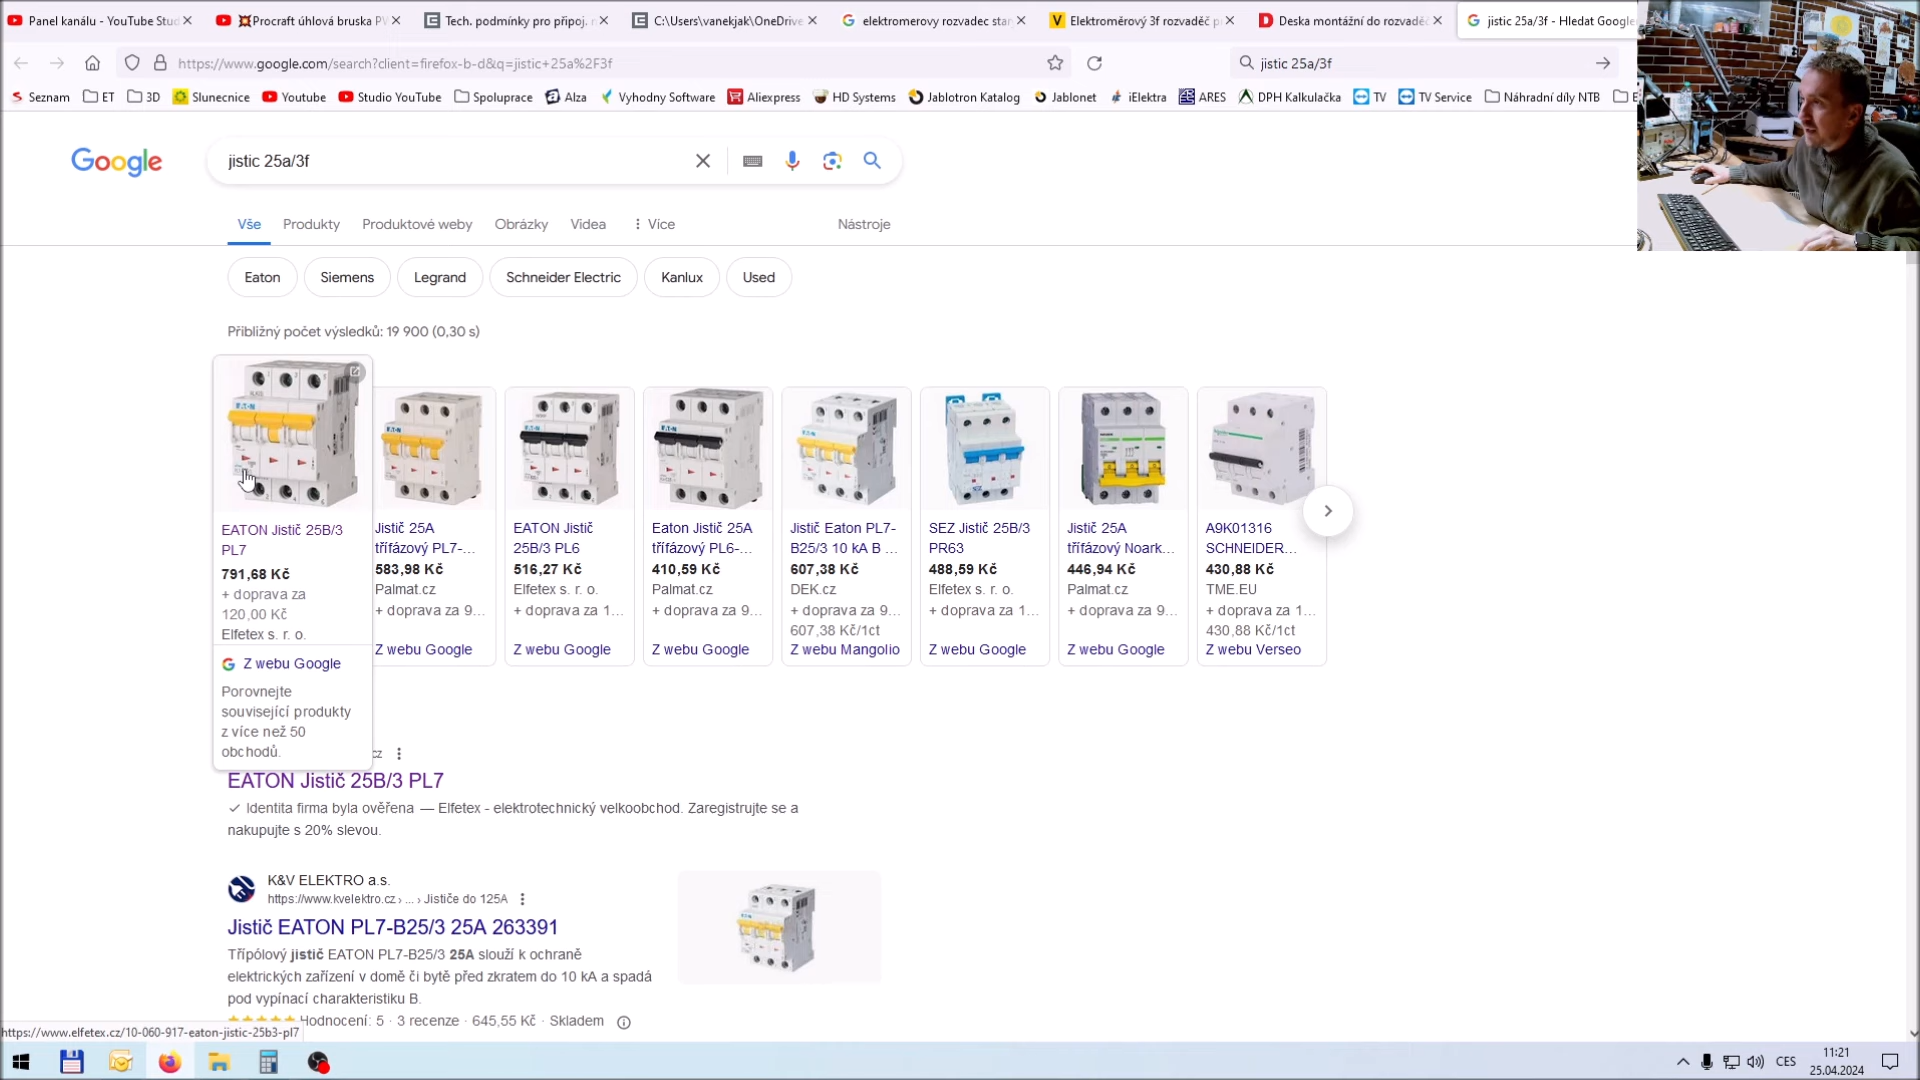 Panel kanálu - YouTube Stud
Procraft úhlová bruska PW
Tech. podmínky pro připoj. n
C:\Users\vanekjak\OneDrive
elektromerovy rozvadec star
Elektroměrový 3f rozvaděč p
Deska montážní do rozvaděč
jistic 25a/3f - Hledat Google
https://www.google.com/search?client=firefox-b-d&q=jistic+25a%2F3f
jistic 25a/3f
Seznam
ET
3D
Slunecnice
Youtube
Studio YouTube
Spoluprace
Alza
Vyhodny Software
Aliexpress
HD Systems
Jablotron Katalog
Jablonet
iElektra
ARES
DPH Kalkulačka
TV
TV Service
Náhradní díly NTB
Google
jistic 25a/3f
Vše
Produkty
Produktové weby
Obrázky
Videa
Více
Nástroje
Eaton
Siemens
Legrand
Schneider Electric
Kanlux
Used
Přibližný počet výsledků: 19 900 (0,30 s)
EATON Jistič 25B/3
PL7
791,68 Kč
+ doprava za
120,00 Kč
Elfetex s. r. o.
Z webu Google
Porovnejte
související produkty
z více než 50
obchodů.
Jistič 25A
třífázový PL7-...
583,98 Kč
Palmat.cz
+ doprava za 9...
Z webu Google
EATON Jistič
25B/3 PL6
516,27 Kč
Elfetex s. r. o.
+ doprava za 1...
Z webu Google
Eaton Jistič 25A
třífázový PL6-...
410,59 Kč
Palmat.cz
+ doprava za 9...
Z webu Google
Jistič Eaton PL7-
B25/3 10 kA B ...
607,38 Kč
DEK.cz
+ doprava za 9...
607,38 Kč/1ct
Z webu Mangolio
SEZ Jistič 25B/3
PR63
488,59 Kč
Elfetex s. r. o.
+ doprava za 1...
Z webu Google
Jistič 25A
třífázový Noark...
446,94 Kč
Palmat.cz
+ doprava za 9...
Z webu Google
A9K01316
SCHNEIDER...
430,88 Kč
TME.EU
+ doprava za 1...
430,88 Kč/1ct
Z webu Verseo
cz
EATON Jistič 25B/3 PL7
Identita firma byla ověřena — Elfetex - elektrotechnický velkoobchod. Zaregistrujte se a
nakupujte s 20% slevou.
K&V ELEKTRO a.s.
https://www.kvelektro.cz › ... › Jističe do 125A
Jistič EATON PL7-B25/3 25A 263391
Třípólový jistič EATON PL7-B25/3 25A slouží k ochraně
elektrických zařízení v domě či bytě před zkratem do 10 kA a spadá
pod vypínací charakteristiku B.
Hodnocení: 5 · 3 recenze · 645,55 Kč · Skladem
https://www.elfetex.cz/10-060-917-eaton-jistic-25b3-pl7
CES
11:21
25.04.2024